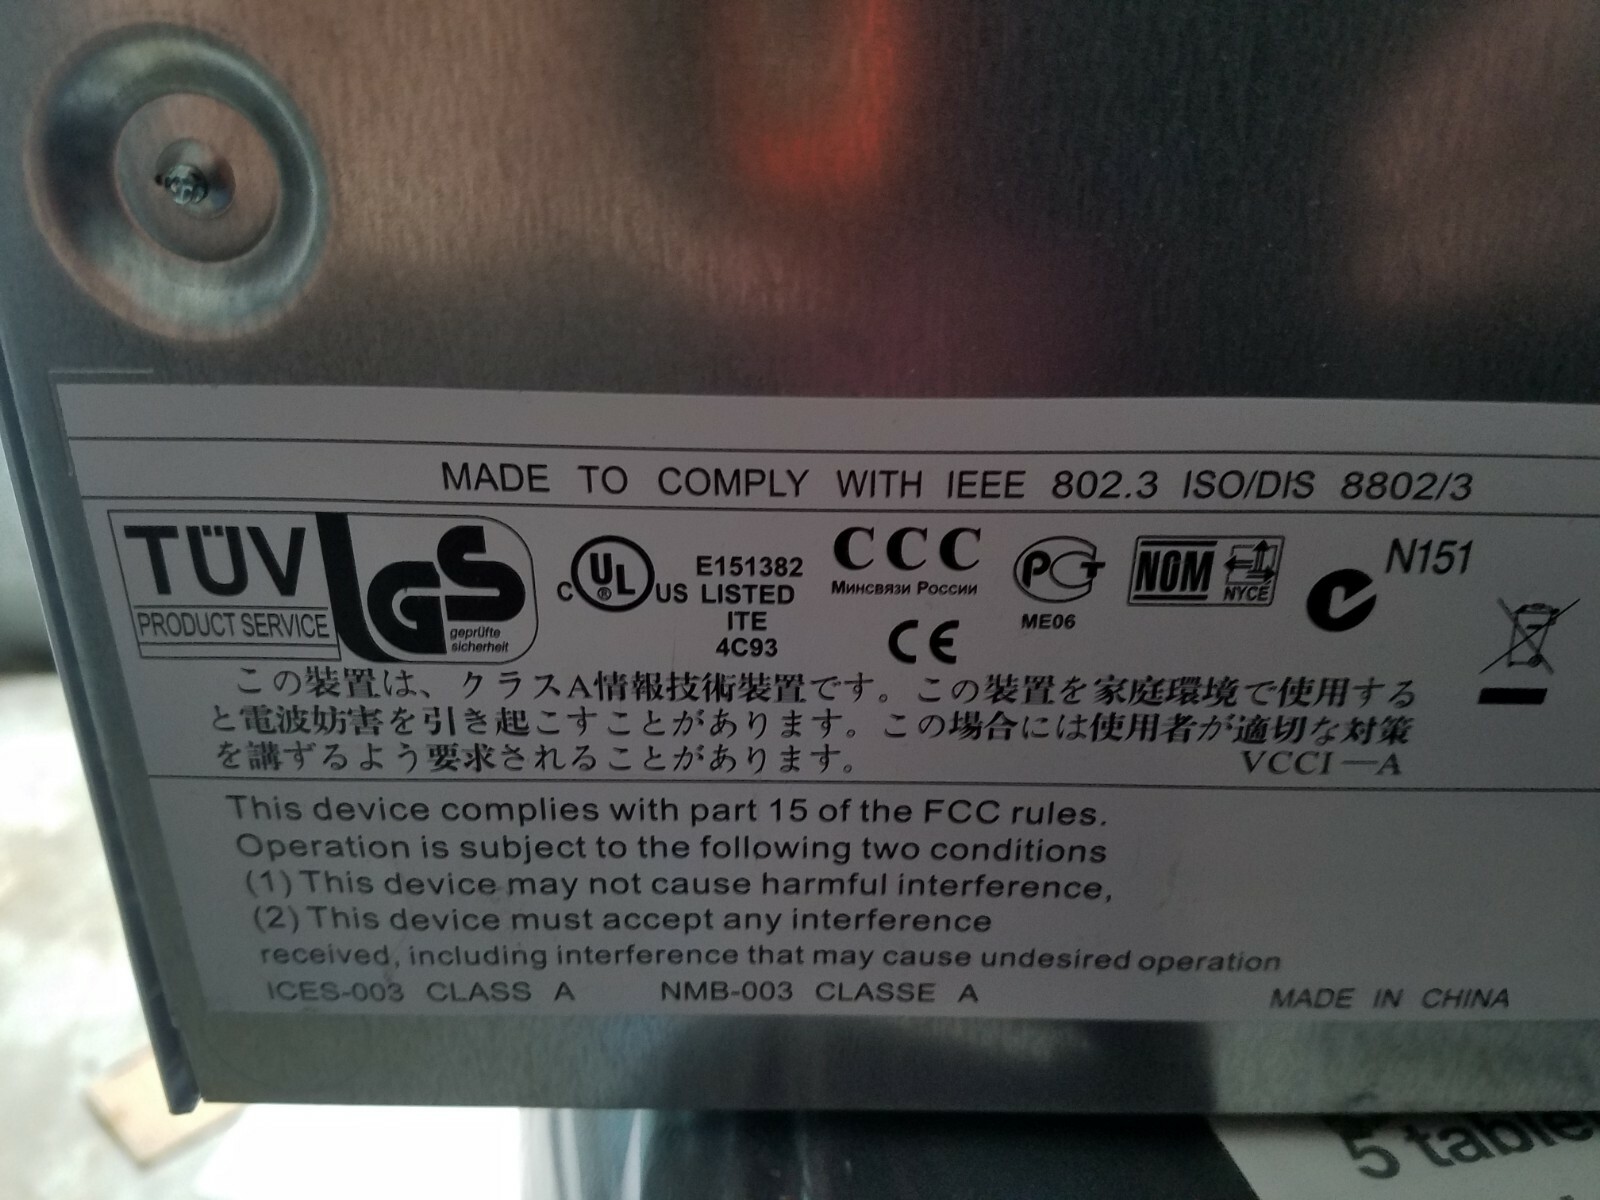 MADE TO COMPLY WITH IEEE 802.3 ISO/DIS 8802/3
TÜV
PRODUCT SERVICE
GS
geprüfte
sicherheit
C UL US
®
E151382
LISTED
ITE
4C93
CCC
Минсвязи России
CE
РСТ
ME06
NOM
NYCE
N151
この装置は、クラスA情報技術装置です。この装置を家庭環境で使用する
と電波妨害を引き起こすことがあります。この場合には使用者が適切な対策
を講ずるよう要求されることがあります。 VCCI－A
This device complies with part 15 of the FCC rules.
Operation is subject to the following two conditions
(1) This device may not cause harmful interference,
(2) This device must accept any interference
received, including interference that may cause undesired operation
ICES-003 CLASS A NMB-003 CLASSE A MADE IN CHINA
5